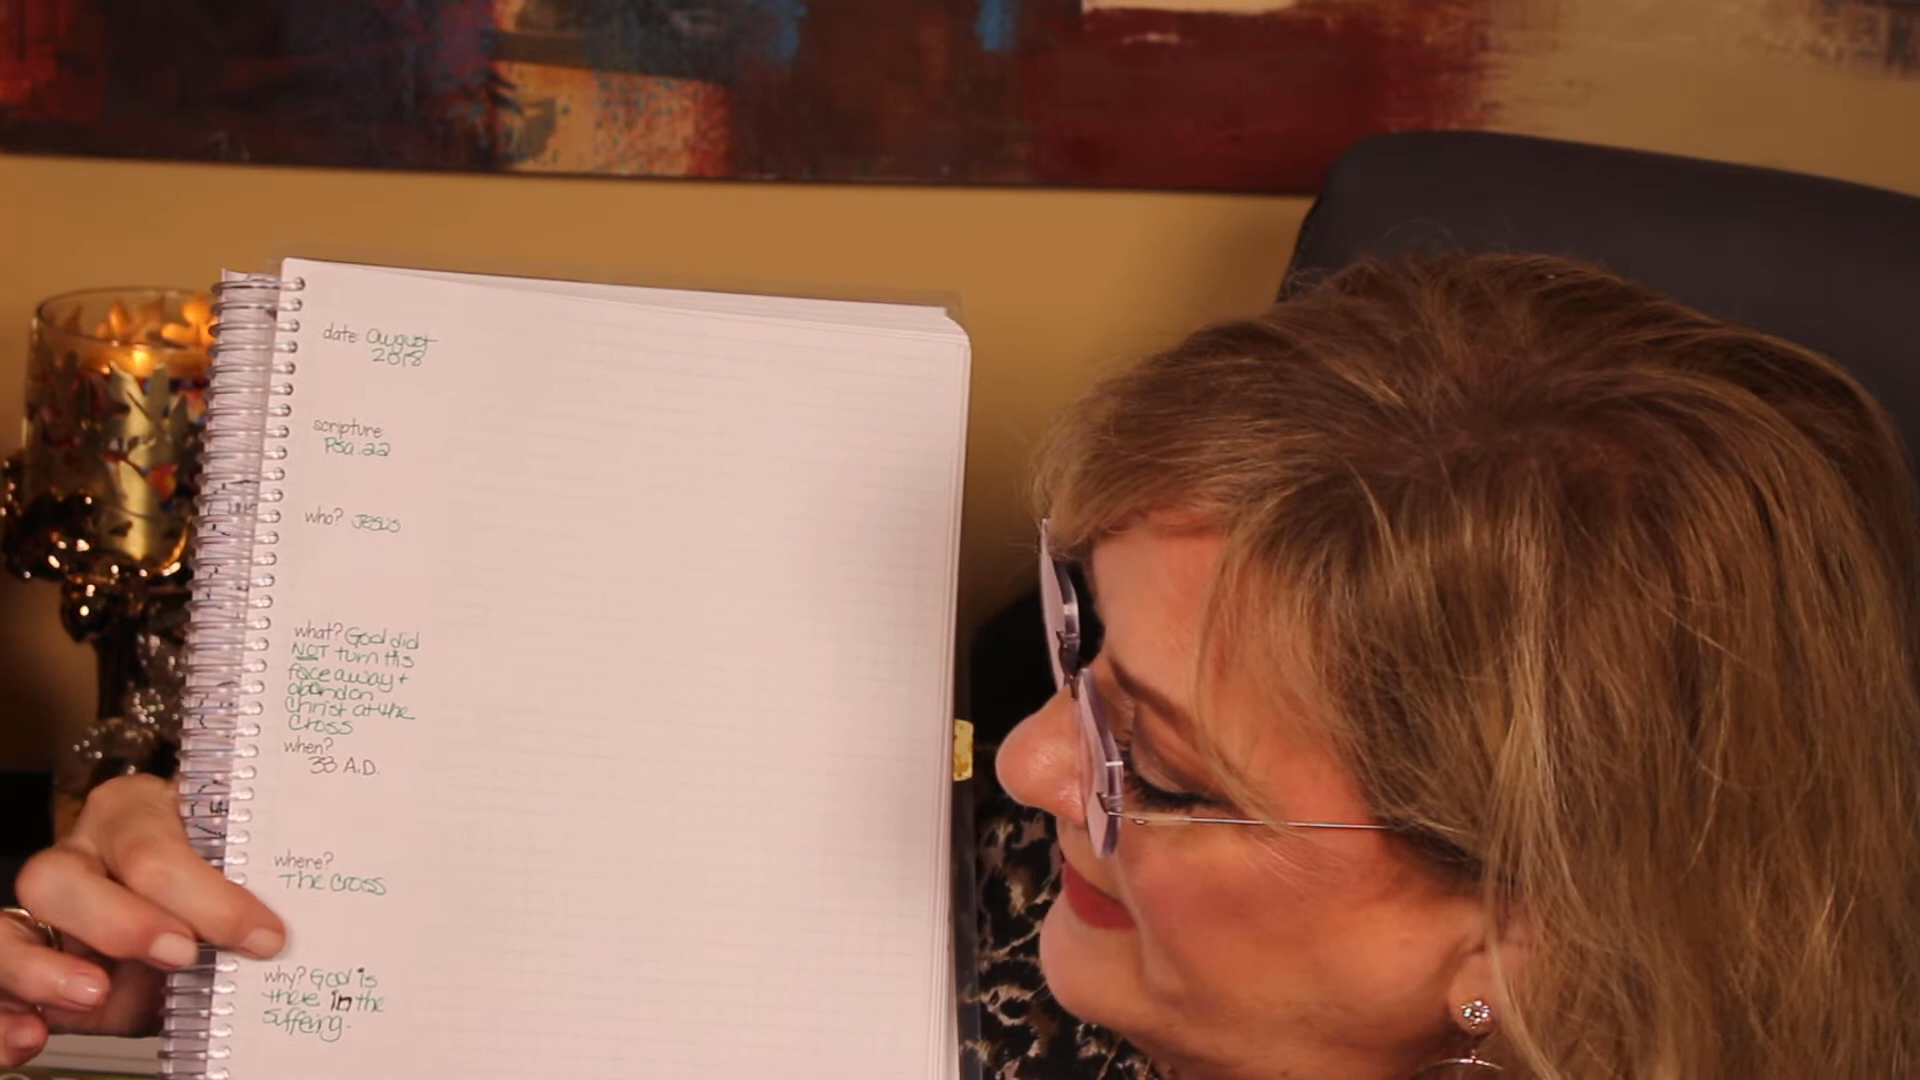 date: August
2018
scripture:
Psa. 22
who? Jesus
what? God did
NOT turn His
face away +
abandon
Christ at the
Cross
when?
33 A.D.
where?
The Cross
why? God is
there in the
suffering.